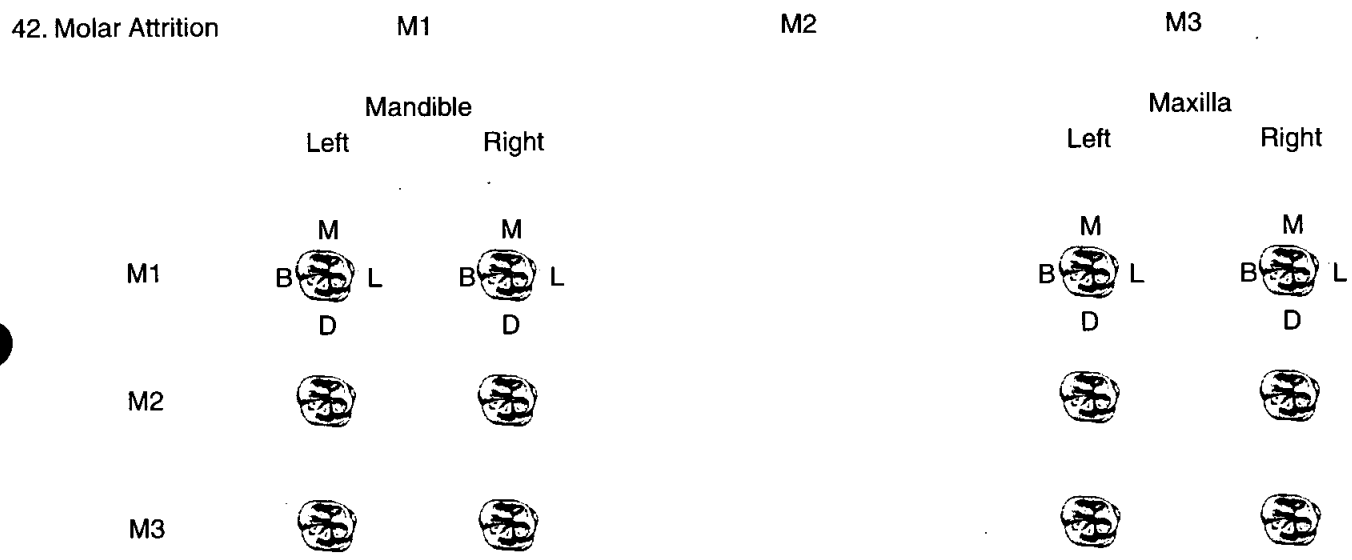 42. Molar Attrition M1 M2 M3
Mandible Maxilla
Left Right Left Right
M M M M
M1 B L B L B L B L
D D D D
M2
M3